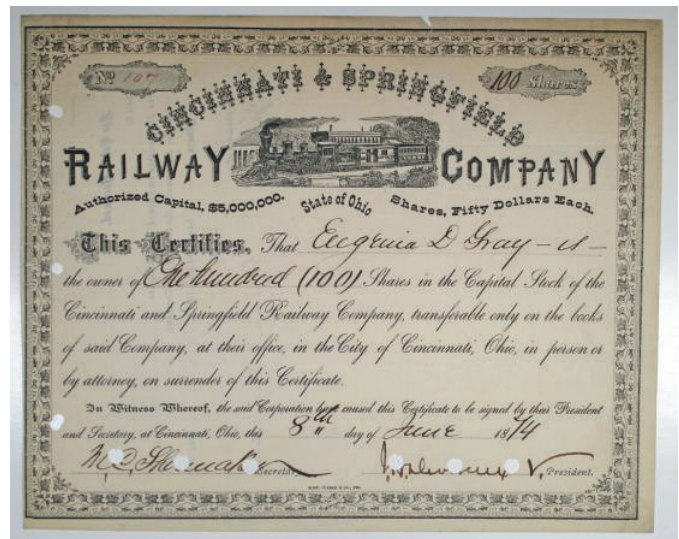 No 100 Shares
CINCINNATI & SPRINGFIELD
RAILWAY COMPANY
Authorized Capital, $5,000,000. State of Ohio Shares, Fifty Dollars Each.
This Certifies, That Eugenia D Gray - is -
the owner of One hundred (100) Shares in the Capital Stock of the
Cincinnati and Springfield Railway Company, transferable only on the books
of said Company, at their office, in the City of Cincinnati, Ohio, in person or
by attorney, on surrender of this Certificate.
In Witness Whereof, the said Corporation have caused this Certificate to be signed by their President
and Secretary, at Cincinnati, Ohio, this 8th day of June 1874
M. D. Secretary. President.